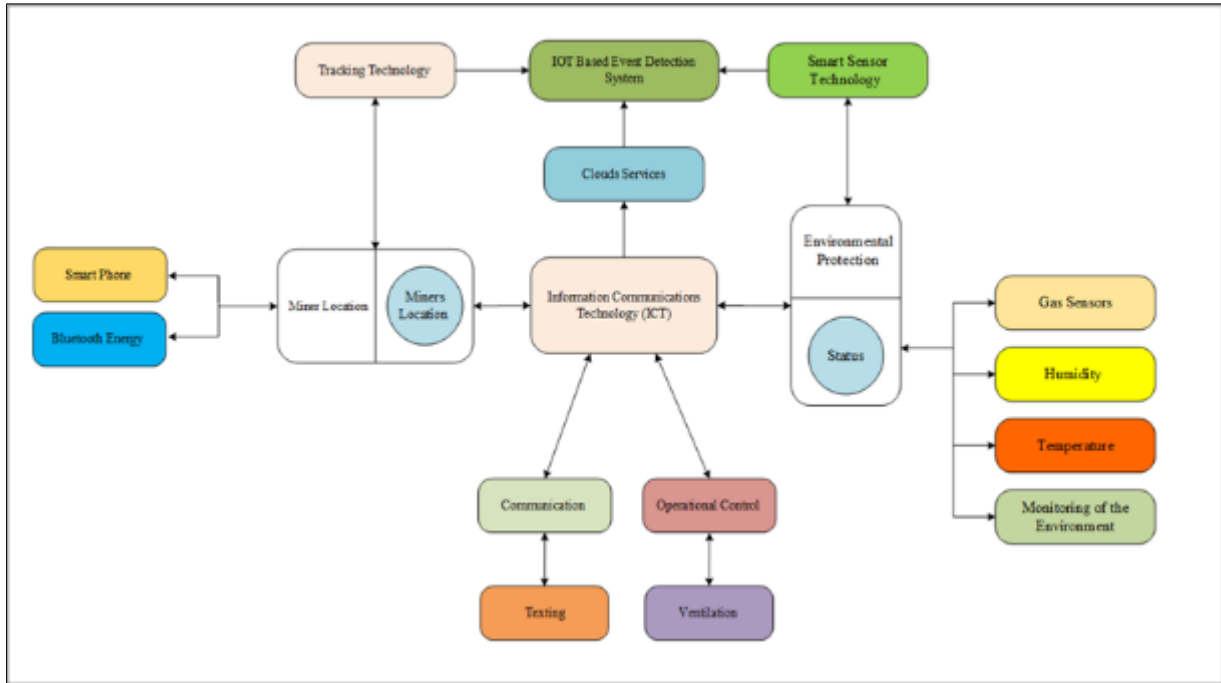 Tracking Technology
IOT Based Event Detection
System
Smart Sensor
Technology
Clouds Services
Environmental
Protection
Smart Phone
Bluetooth Energy
Miner Location
Miners
Location
Information Communications
Technology (ICT)
Status
Gas Sensors
Humidity
Temperature
Monitoring of the
Environment
Communication
Operational Control
Texting
Ventilation